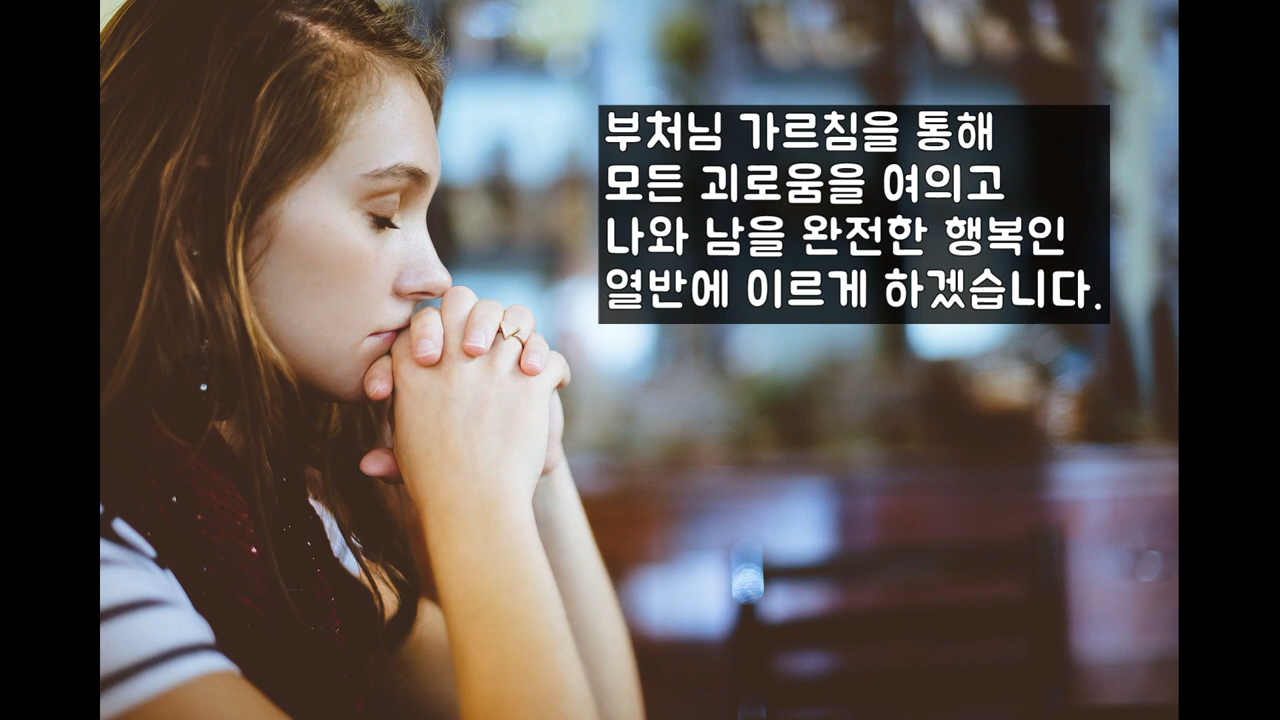 부처님 가르침을 통해
모든 괴로움을 여의고
나와 남을 완전한 행복인
열반에 이르게 하겠습니다.